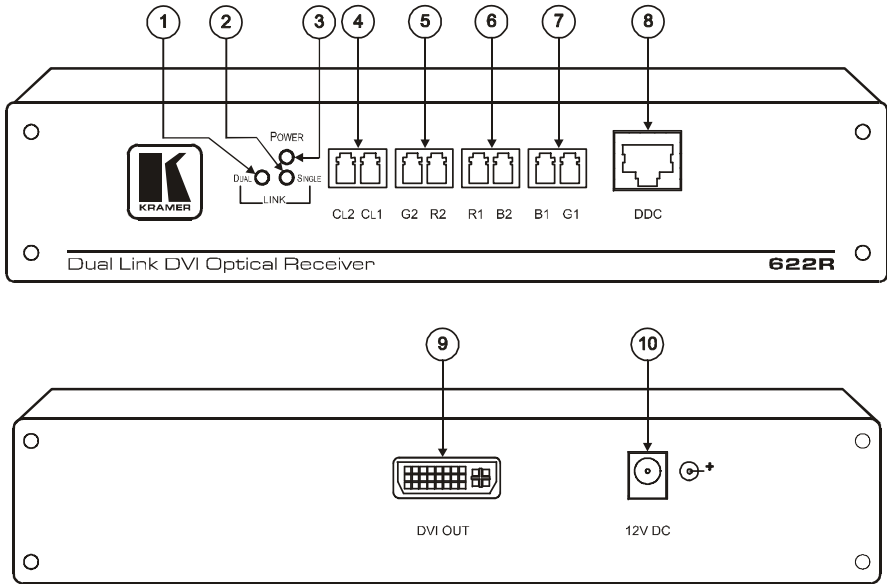 1 2 3 4 5 6 7 8
POWER
DUAL SINGLE
LINK
K
KRAMER
CL2 CL1 G2 R2 R1 B2 B1 G1 DDC
Dual Link DVI Optical Receiver 622R
9 10
+
DVI OUT 12V DC